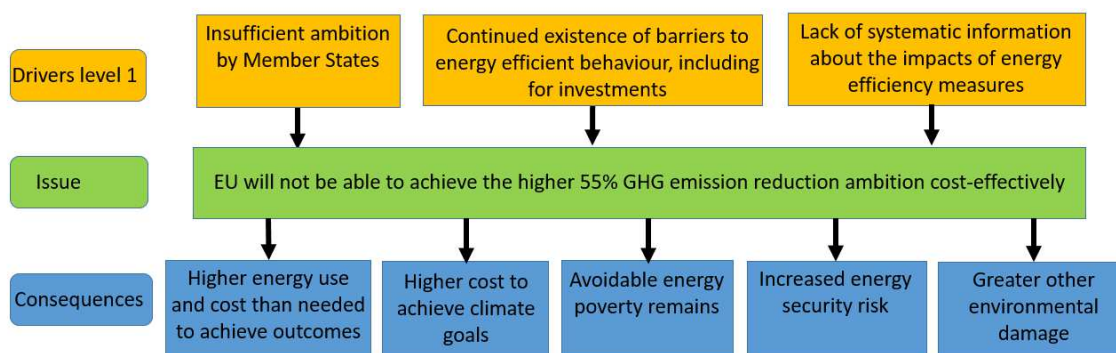 Drivers level 1
Insufficient ambition
by Member States
Continued existence of barriers to
energy efficient behaviour, including
for investments
Lack of systematic information
about the impacts of energy
efficiency measures
Issue
EU will not be able to achieve the higher 55% GHG emission reduction ambition cost-effectively
Consequences
Higher energy use
and cost than needed
to achieve outcomes
Higher cost to
achieve climate
goals
Avoidable energy
poverty remains
Increased energy
security risk
Greater other
environmental
damage